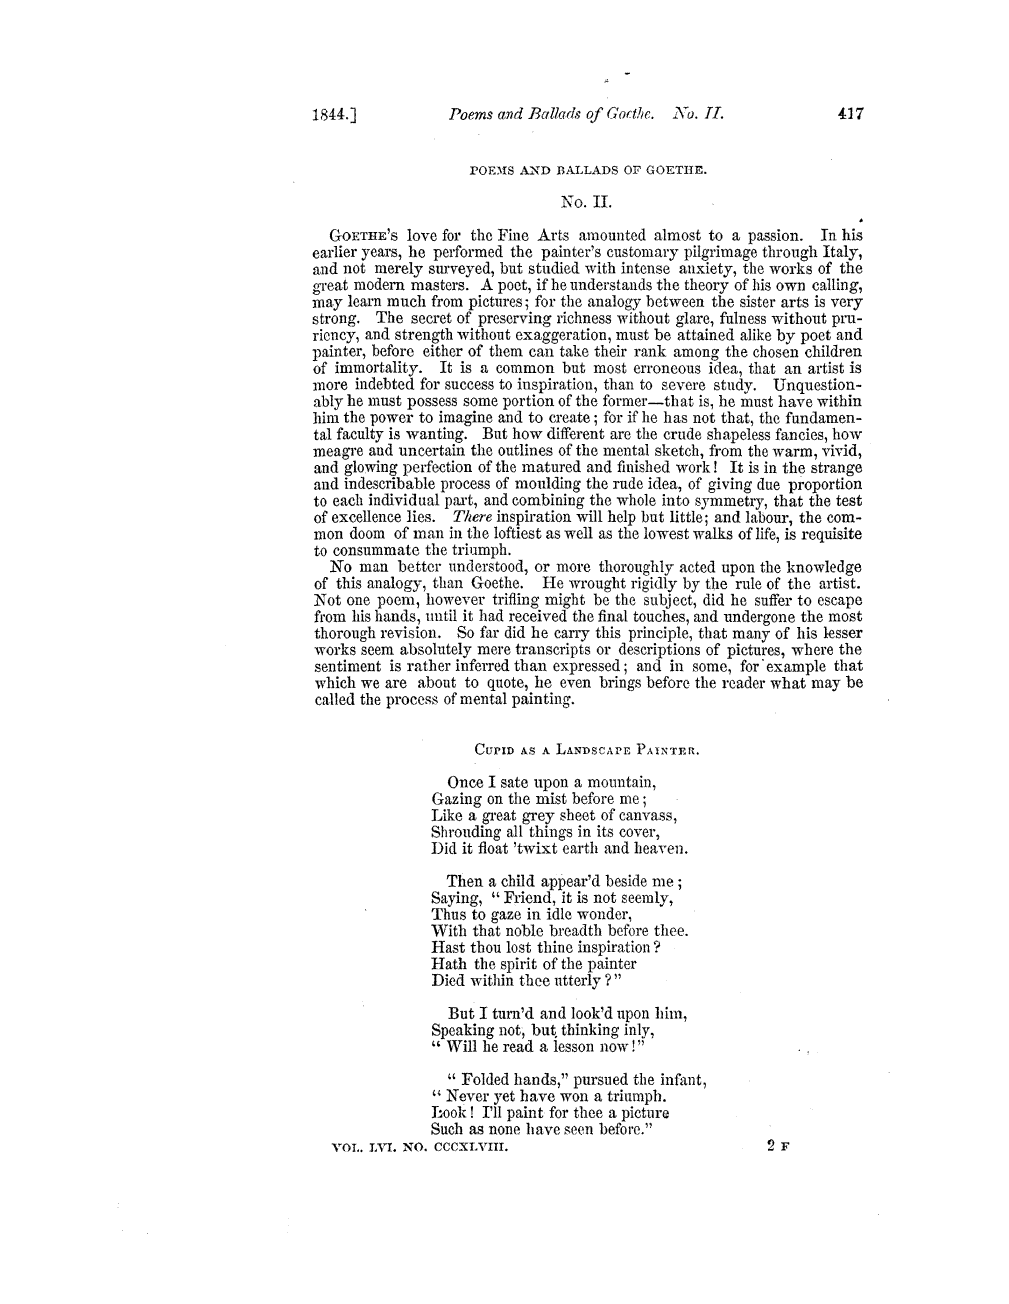 1844.] Poems and Ballads of Goethe. No. II. 417
POEMS AND BALLADS OF GOETHE.
No. II.
GOETHE'S love for the Fine Arts amounted almost to a passion. In his
earlier years, he performed the painter's customary pilgrimage through Italy,
and not merely surveyed, but studied with intense anxiety, the works of the
great modern masters. A poet, if he understands the theory of his own calling,
may learn much from pictures; for the analogy between the sister arts is very
strong. The secret of preserving richness without glare, fulness without pru-
riency, and strength without exaggeration, must be attained alike by poet and
painter, before either of them can take their rank among the chosen children
of immortality. It is a common but most erroneous idea, that an artist is
more indebted for success to inspiration, than to severe study. Unquestion-
ably he must possess some portion of the former—that is, he must have within
him the power to imagine and to create; for if he has not that, the fundamen-
tal faculty is wanting. But how different are the crude shapeless fancies, how
meagre and uncertain the outlines of the mental sketch, from the warm, vivid,
and glowing perfection of the matured and finished work! It is in the strange
and indescribable process of moulding the rude idea, of giving due proportion
to each individual part, and combining the whole into symmetry, that the test
of excellence lies. There inspiration will help but little; and labour, the com-
mon doom of man in the loftiest as well as the lowest walks of life, is requisite
to consummate the triumph.
No man better understood, or more thoroughly acted upon the knowledge
of this analogy, than Goethe. He wrought rigidly by the rule of the artist.
Not one poem, however trifling might be the subject, did he suffer to escape
from his hands, until it had received the final touches, and undergone the most
thorough revision. So far did he carry this principle, that many of his lesser
works seem absolutely mere transcripts or descriptions of pictures, where the
sentiment is rather inferred than expressed; and in some, for example that
which we are about to quote, he even brings before the reader what may be
called the process of mental painting.
CUPID AS A LANDSCAPE PAINTER.
Once I sate upon a mountain,
Gazing on the mist before me;
Like a great grey sheet of canvass,
Shrouding all things in its cover,
Did it float 'twixt earth and heaven.
Then a child appear'd beside me;
Saying, "Friend, it is not seemly,
Thus to gaze in idle wonder,
With that noble breadth before thee.
Hast thou lost thine inspiration?
Hath the spirit of the painter
Died within thee utterly?"
But I turn'd and look'd upon him,
Speaking not, but thinking inly,
"Will he read a lesson now!"
"Folded hands," pursued the infant,
"Never yet have won a triumph.
Look! I'll paint for thee a picture
Such as none have seen before."
VOL. LVI. NO. CCCXLVIII. 2 F